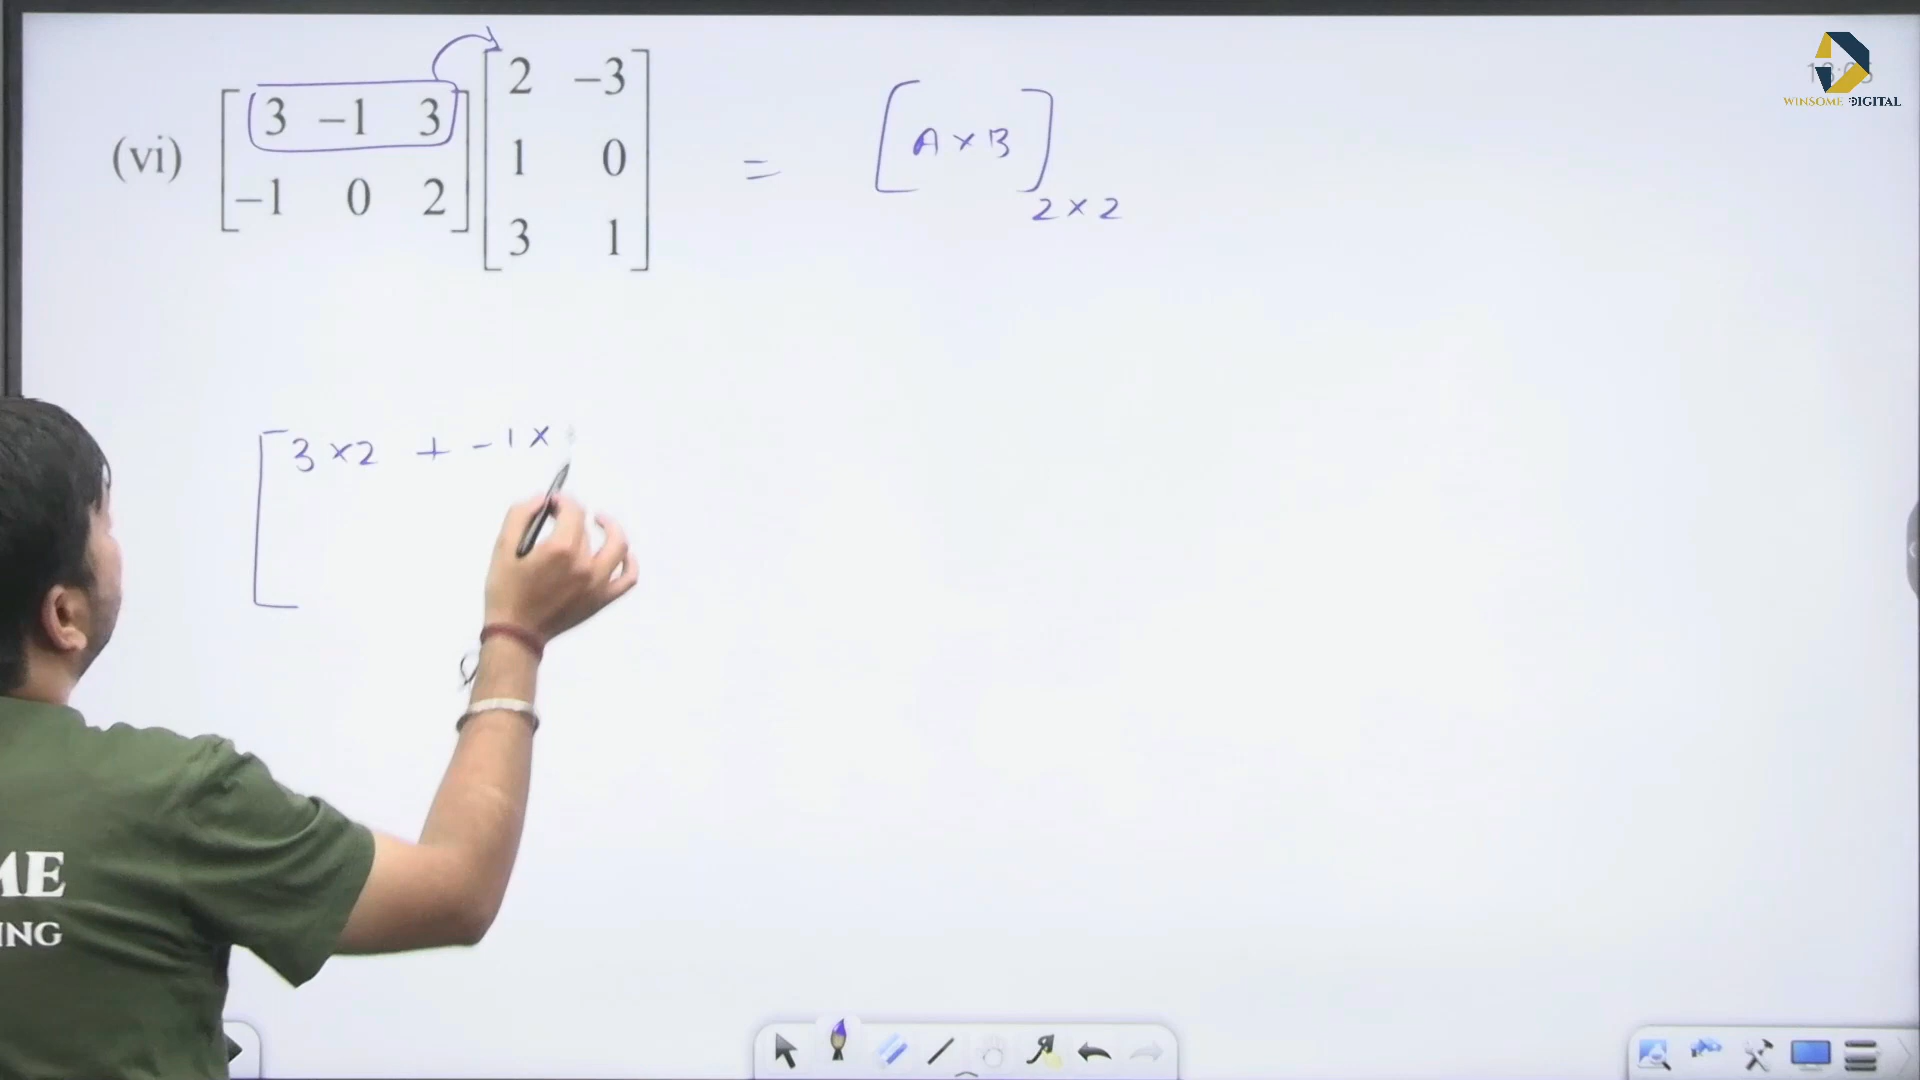 (vi) [3 −1 3
−1 0 2] [2 −3
1 0
3 1] = [A × B] 2 × 2
[3 × 2 + − 1 ×
WINSOME DIGITAL
ME
ING